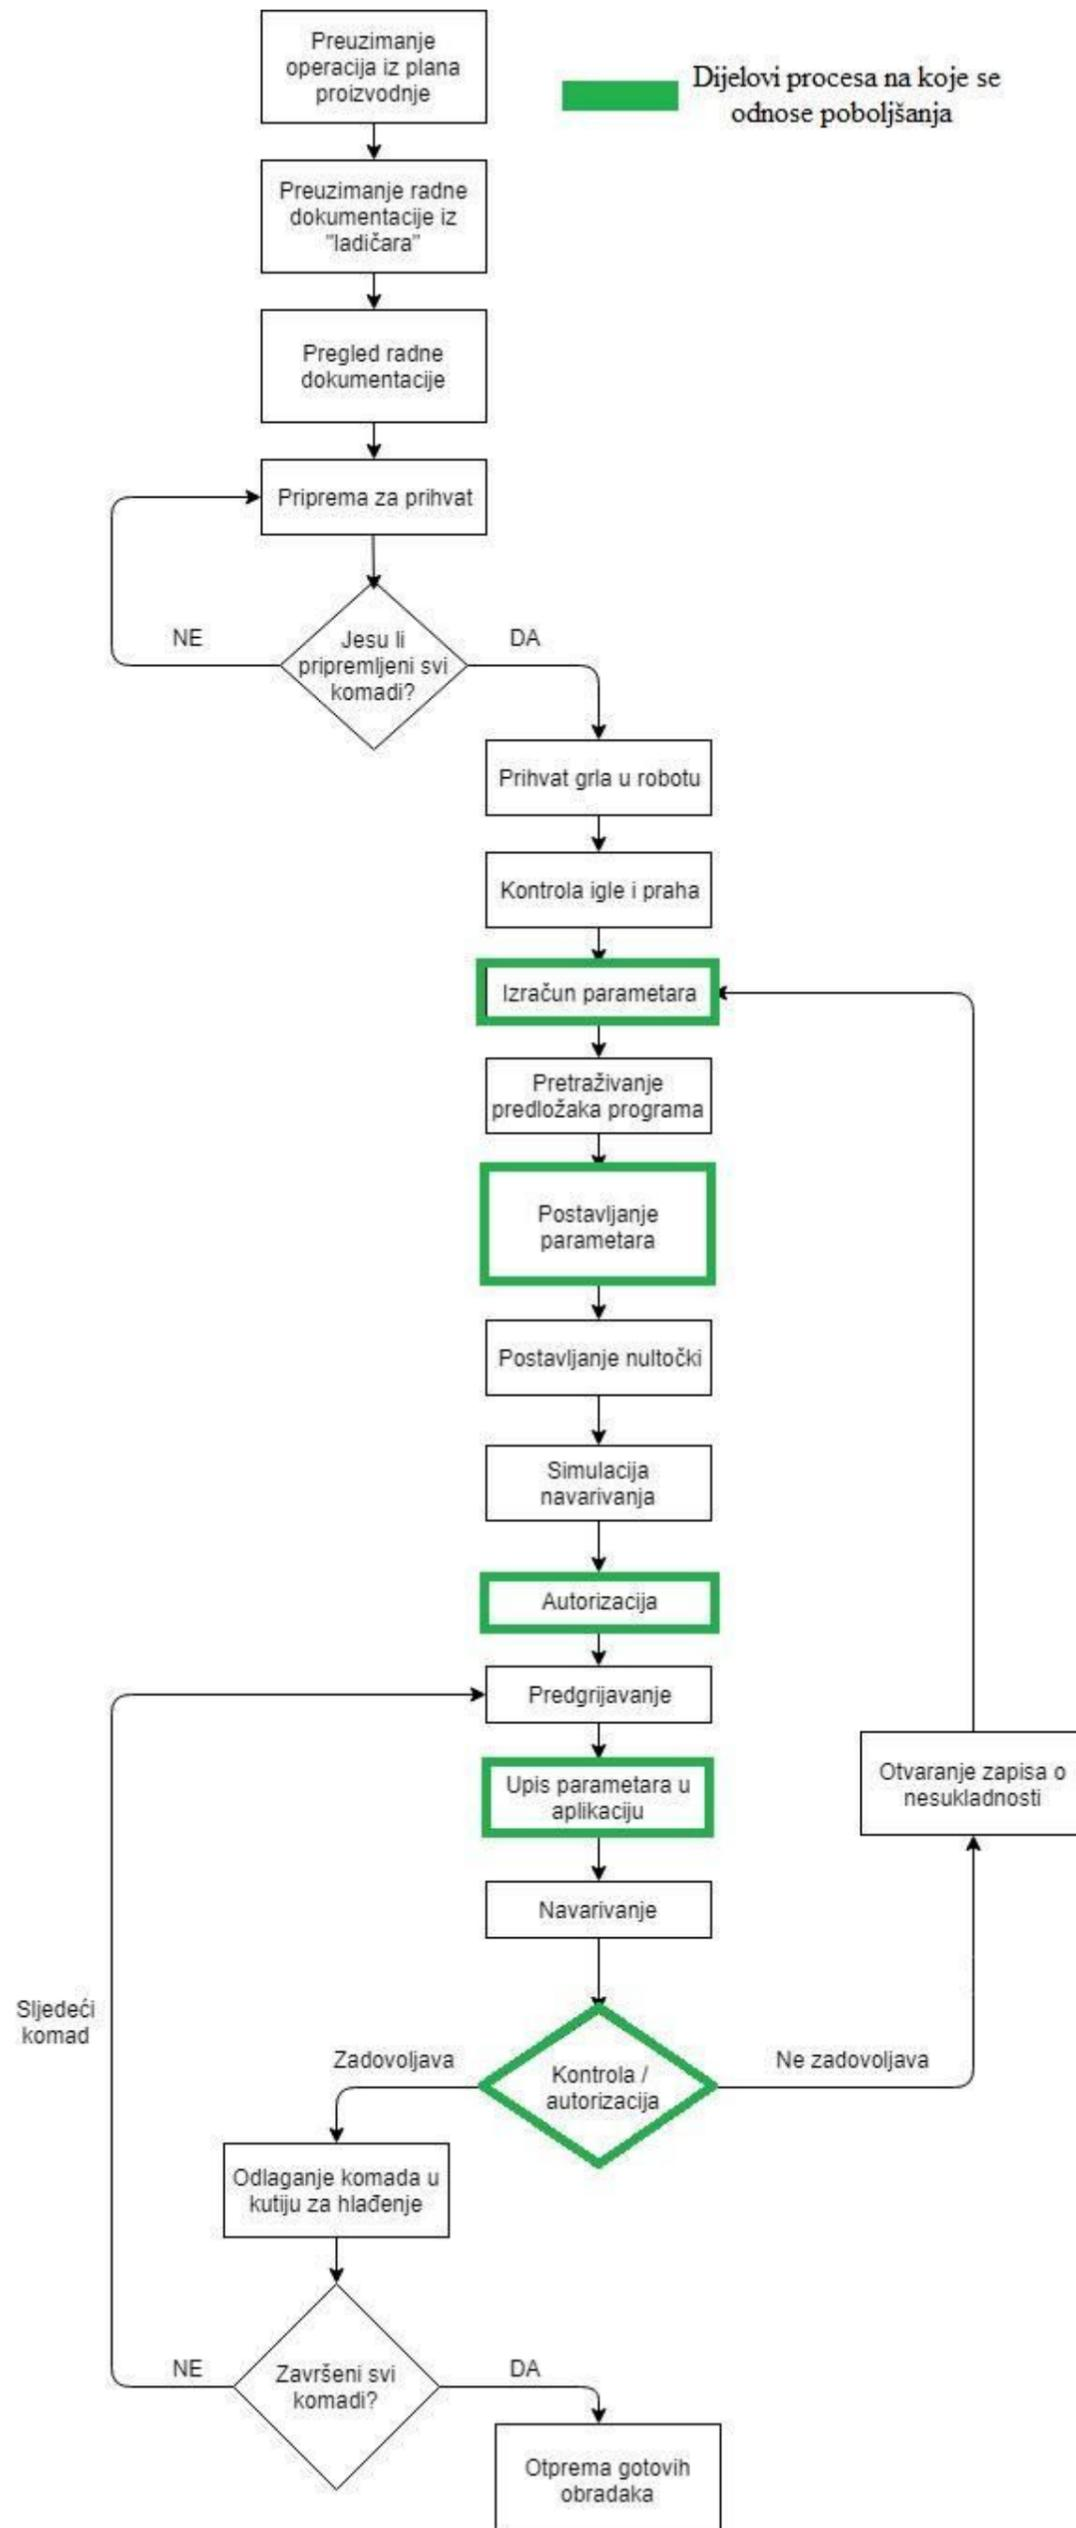 Preuzimanje
operacija iz plana
proizvodnje
Dijelovi procesa na koje se
odnose poboljšanja
Preuzimanje radne
dokumentacije iz
"ladičara"
Pregled radne
dokumentacije
Priprema za prihvat
NE
Jesu li
pripremljeni svi
komadi?
DA
Prihvat grla u robotu
Kontrola igle i praha
Izračun parametara
Pretraživanje
predložaka programa
Postavljanje
parametara
Postavljanje nultočki
Simulacija
navarivanja
Autorizacija
Predgrijavanje
Upis parametara u
aplikaciju
Otvaranje zapisa o
nesukladnosti
Navarivanje
Sljedeći
komad
Zadovoljava
Kontrola /
autorizacija
Ne zadovoljava
Odlaganje komada u
kutiju za hlađenje
NE
Završeni svi
komadi?
DA
Otprema gotovih
obradaka